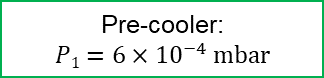 Pre-cooler:
𝑃₁ = 6 × 10⁻⁴ mbar